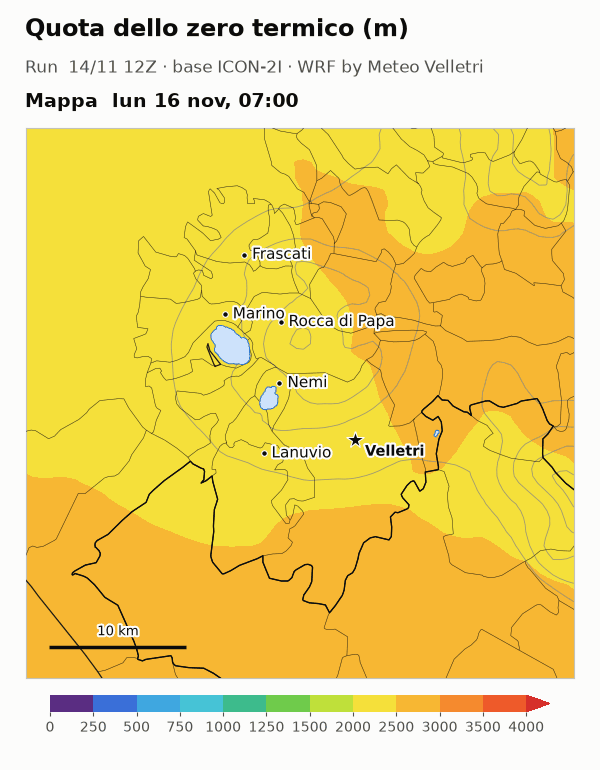 Quota dello zero termico (m)
Run  14/11 12Z · base ICON-2I · WRF by Meteo Velletri
Mappa  lun 16 nov, 07:00
Frascati
Marino
Rocca di Papa
Nemi
Velletri
Lanuvio
10 km
0 250 500 750 1000 1250 1500 2000 2500 3000 3500 4000